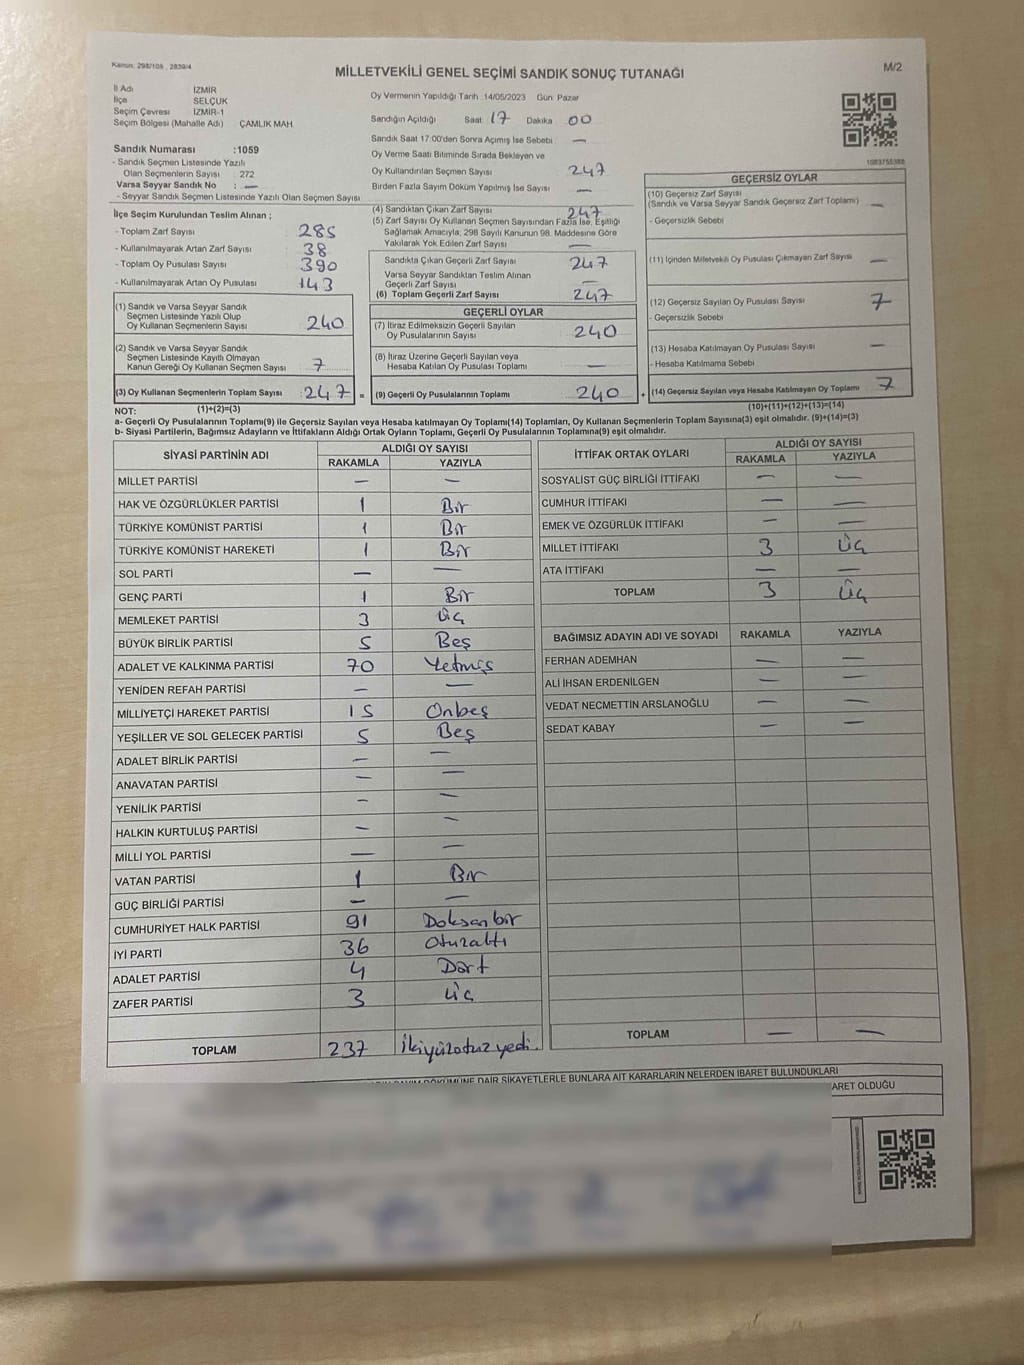 Kanun: 298/105 , 2839/4
MİLLETVEKİLİ GENEL SEÇİMİ SANDIK SONUÇ TUTANAĞI
M/2
İl Adı İZMİR
İlçe SELÇUK
Seçim Çevresi İZMİR-1
Seçim Bölgesi (Mahalle Adı) ÇAMLIK MAH.
Oy Vermenin Yapıldığı Tarih 14/05/2023 Gün: Pazar
Sandığın Açıldığı Saat 17 Dakika 00
Sandık Saat 17:00'den Sonra Açımış İse Sebebi —
Oy Verme Saati Bitiminde Sırada Bekleyen ve
Oy Kullandırılan Seçmen Sayısı 247
Birden Fazla Sayım Döküm Yapılmış İse Sayısı —
1083755388
Sandık Numarası :1059
- Sandık Seçmen Listesinde Yazılı
Olan Seçmenlerin Sayısı : 272
Varsa Seyyar Sandık No : —
- Seyyar Sandık Seçmen Listesinde Yazılı Olan Seçmen Sayısı
İlçe Seçim Kurulundan Teslim Alınan ;
- Toplam Zarf Sayısı 285
- Kullanılmayarak Artan Zarf Sayısı 38
- Toplam Oy Pusulası Sayısı 390
- Kullanılmayarak Artan Oy Pusulası 143
(1) Sandık ve Varsa Seyyar Sandık
Seçmen Listesinde Yazılı Olup
Oy Kullanan Seçmenlerin Sayısı 240
(2) Sandık ve Varsa Seyyar Sandık
Seçmen Listesinde Kayıtlı Olmayan
Kanun Gereği Oy Kullanan Seçmen Sayısı 7
(3) Oy Kullanan Seçmenlerin Toplam Sayısı 247 =
(4) Sandıktan Çıkan Zarf Sayısı 247
(5) Zarf Sayısı Oy Kullanan Seçmen Sayısından Fazla İse, Eşitliği
Sağlamak Amacıyla; 298 Sayılı Kanunun 98. Maddesine Göre
Yakılarak Yok Edilen Zarf Sayısı —
Sandıkta Çıkan Geçerli Zarf Sayısı 247
Varsa Seyyar Sandıktan Teslim Alınan
Geçerli Zarf Sayısı —
(6) Toplam Geçerli Zarf Sayısı 247
GEÇERLİ OYLAR
(7) İtiraz Edilmeksizin Geçerli Sayılan
Oy Pusulalarının Sayısı 240
(8) İtiraz Üzerine Geçerli Sayılan veya
Hesaba Katılan Oy Pusulası Toplamı —
(9) Geçerli Oy Pusulalarının Toplamı 240 +
GEÇERSİZ OYLAR
(10) Geçersiz Zarf Sayısı
(Sandık ve Varsa Seyyar Sandık Geçersiz Zarf Toplamı) —
- Geçersizlik Sebebi
(11) İçinden Milletvekili Oy Pusulası Çıkmayan Zarf Sayısı —
(12) Geçersiz Sayılan Oy Pusulası Sayısı 7
- Geçersizlik Sebebi
(13) Hesaba Katılmayan Oy Pusulası Sayısı —
- Hesaba Katılmama Sebebi
(14) Geçersiz Sayılan veya Hesaba Katılmayan Oy Toplamı 7
NOT: (1)+(2)=(3) (10)+(11)+(12)+(13)=(14)
a- Geçerli Oy Pusulalarının Toplamı(9) ile Geçersiz Sayılan veya Hesaba katılmayan Oy Toplamı(14) Toplamları, Oy Kullanan Seçmenlerin Toplam Sayısına(3) eşit olmalıdır. (9)+(14)=(3)
b- Siyasi Partilerin, Bağımsız Adayların ve İttifakların Aldığı Ortak Oyların Toplamı, Geçerli Oy Pusulalarının Toplamına(9) eşit olmalıdır.
SİYASİ PARTİNİN ADI ALDIĞI OY SAYISI
RAKAMLA YAZIYLA
MİLLET PARTİSİ — —
HAK VE ÖZGÜRLÜKLER PARTİSİ 1 Bir
TÜRKİYE KOMÜNİST PARTİSİ 1 Bir
TÜRKİYE KOMÜNİST HAREKETİ 1 Bir
SOL PARTİ — —
GENÇ PARTİ 1 Bir
MEMLEKET PARTİSİ 3 Üç
BÜYÜK BİRLİK PARTİSİ 5 Beş
ADALET VE KALKINMA PARTİSİ 70 Yetmiş
YENİDEN REFAH PARTİSİ — —
MİLLİYETÇİ HAREKET PARTİSİ 15 Onbeş
YEŞİLLER VE SOL GELECEK PARTİSİ 5 Beş
ADALET BİRLİK PARTİSİ — —
ANAVATAN PARTİSİ — —
YENİLİK PARTİSİ — —
HALKIN KURTULUŞ PARTİSİ — —
MİLLİ YOL PARTİSİ — —
VATAN PARTİSİ 1 Bir
GÜÇ BİRLİĞİ PARTİSİ — —
CUMHURİYET HALK PARTİSİ 91 Doksanbir
İYİ PARTİ 36 Oturaltı
ADALET PARTİSİ 4 Dört
ZAFER PARTİSİ 3 Üç
TOPLAM 237 İkiyüzotuzyedi.
İTTİFAK ORTAK OYLARI ALDIĞI OY SAYISI
RAKAMLA YAZIYLA
SOSYALİST GÜÇ BİRLİĞİ İTTİFAKI — —
CUMHUR İTTİFAKI — —
EMEK VE ÖZGÜRLÜK İTTİFAKI — —
MİLLET İTTİFAKI 3 Üç
ATA İTTİFAKI — —
TOPLAM 3 Üç
BAĞIMSIZ ADAYIN ADI VE SOYADI RAKAMLA YAZIYLA
FERHAN ADEMHAN — —
ALİ İHSAN ERDENİLGEN — —
VEDAT NECMETTİN ARSLANOĞLU — —
SEDAT KABAY — —
TOPLAM — —
DÖKÜMÜNE DAİR ŞİKAYETLERLE BUNLARA AİT KARARLARIN NELERDEN İBARET BULUNDUKLARI
ARET OLDUĞU